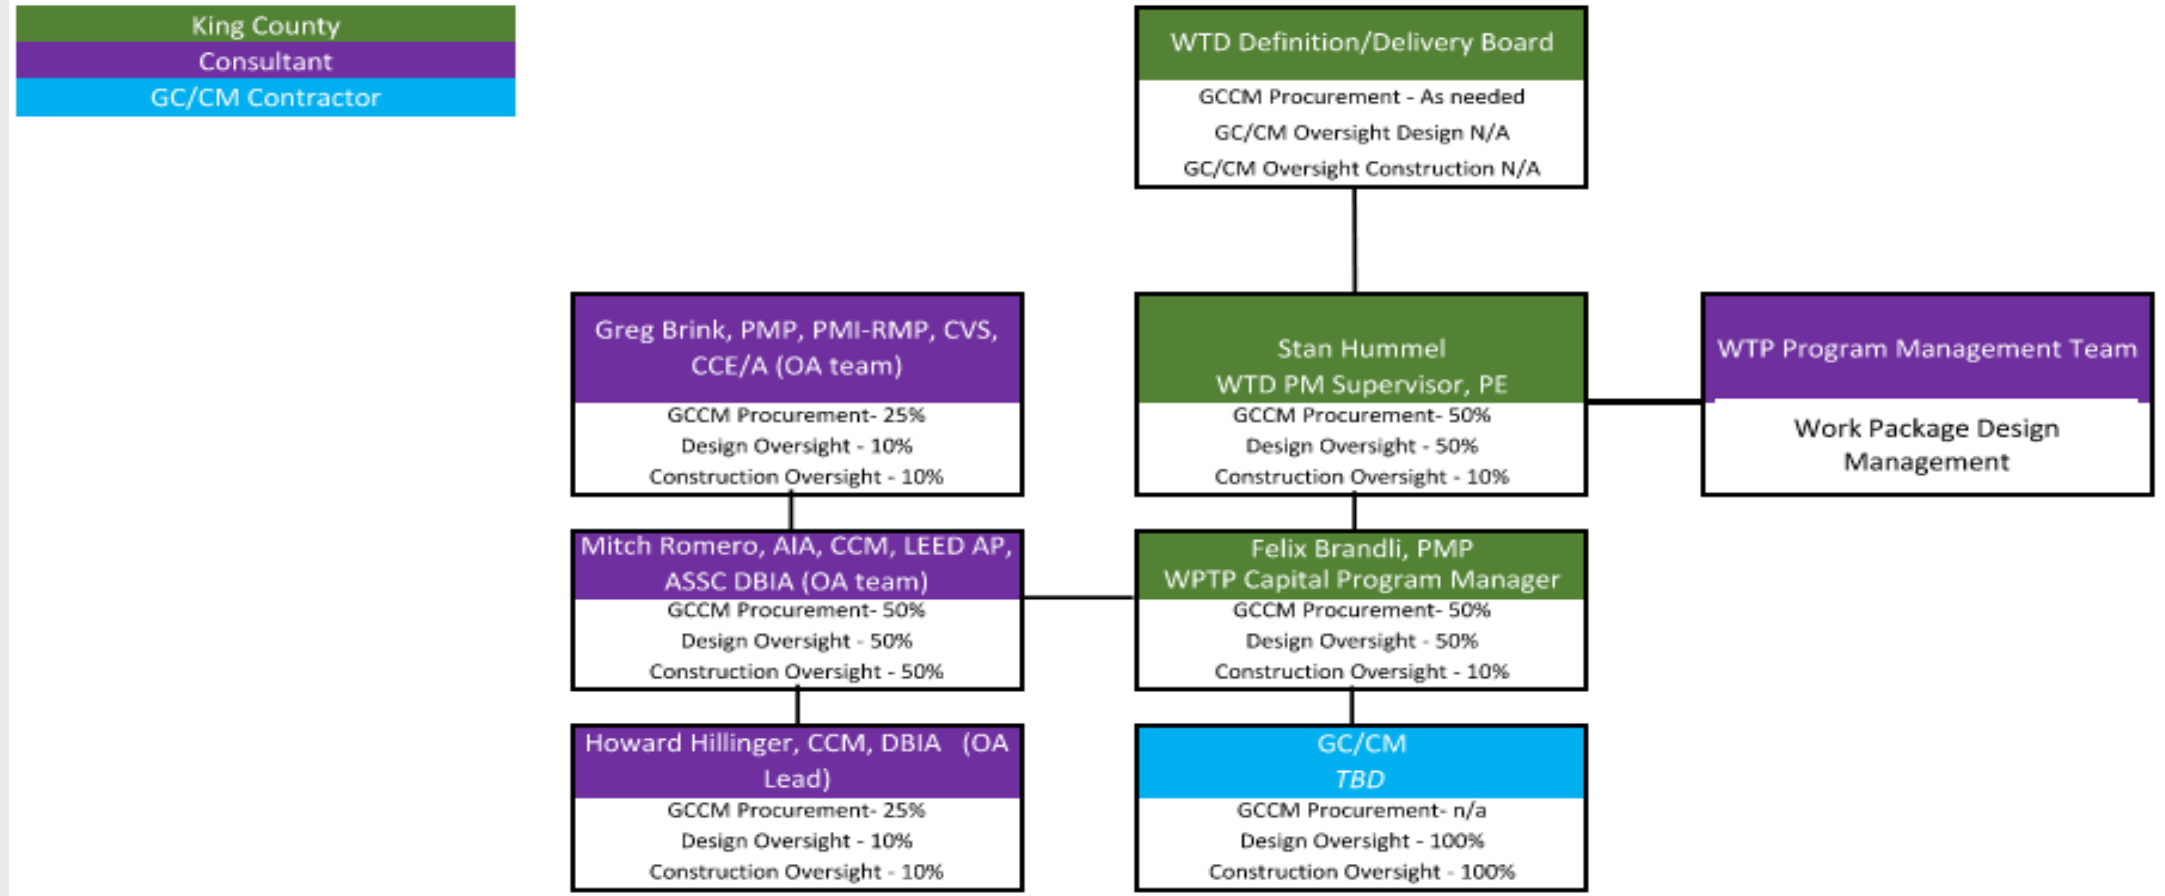 King County
Consultant
GC/CM Contractor
WTD Definition/Delivery Board
GCCM Procurement - As needed
GC/CM Oversight Design N/A
GC/CM Oversight Construction N/A
Greg Brink, PMP, PMI-RMP, CVS,
CCE/A (OA team)
GCCM Procurement- 25%
Design Oversight - 10%
Construction Oversight - 10%
Stan Hummel
WTD PM Supervisor, PE
GCCM Procurement- 50%
Design Oversight - 50%
Construction Oversight - 10%
WTP Program Management Team
Work Package Design
Management
Mitch Romero, AIA, CCM, LEED AP,
ASSC DBIA (OA team)
GCCM Procurement- 50%
Design Oversight - 50%
Construction Oversight - 50%
Felix Brandli, PMP
WPTP Capital Program Manager
GCCM Procurement- 50%
Design Oversight - 50%
Construction Oversight - 10%
Howard Hillinger, CCM, DBIA (OA
Lead)
GCCM Procurement- 25%
Design Oversight - 10%
Construction Oversight - 10%
GC/CM
TBD
GCCM Procurement- n/a
Design Oversight - 100%
Construction Oversight - 100%